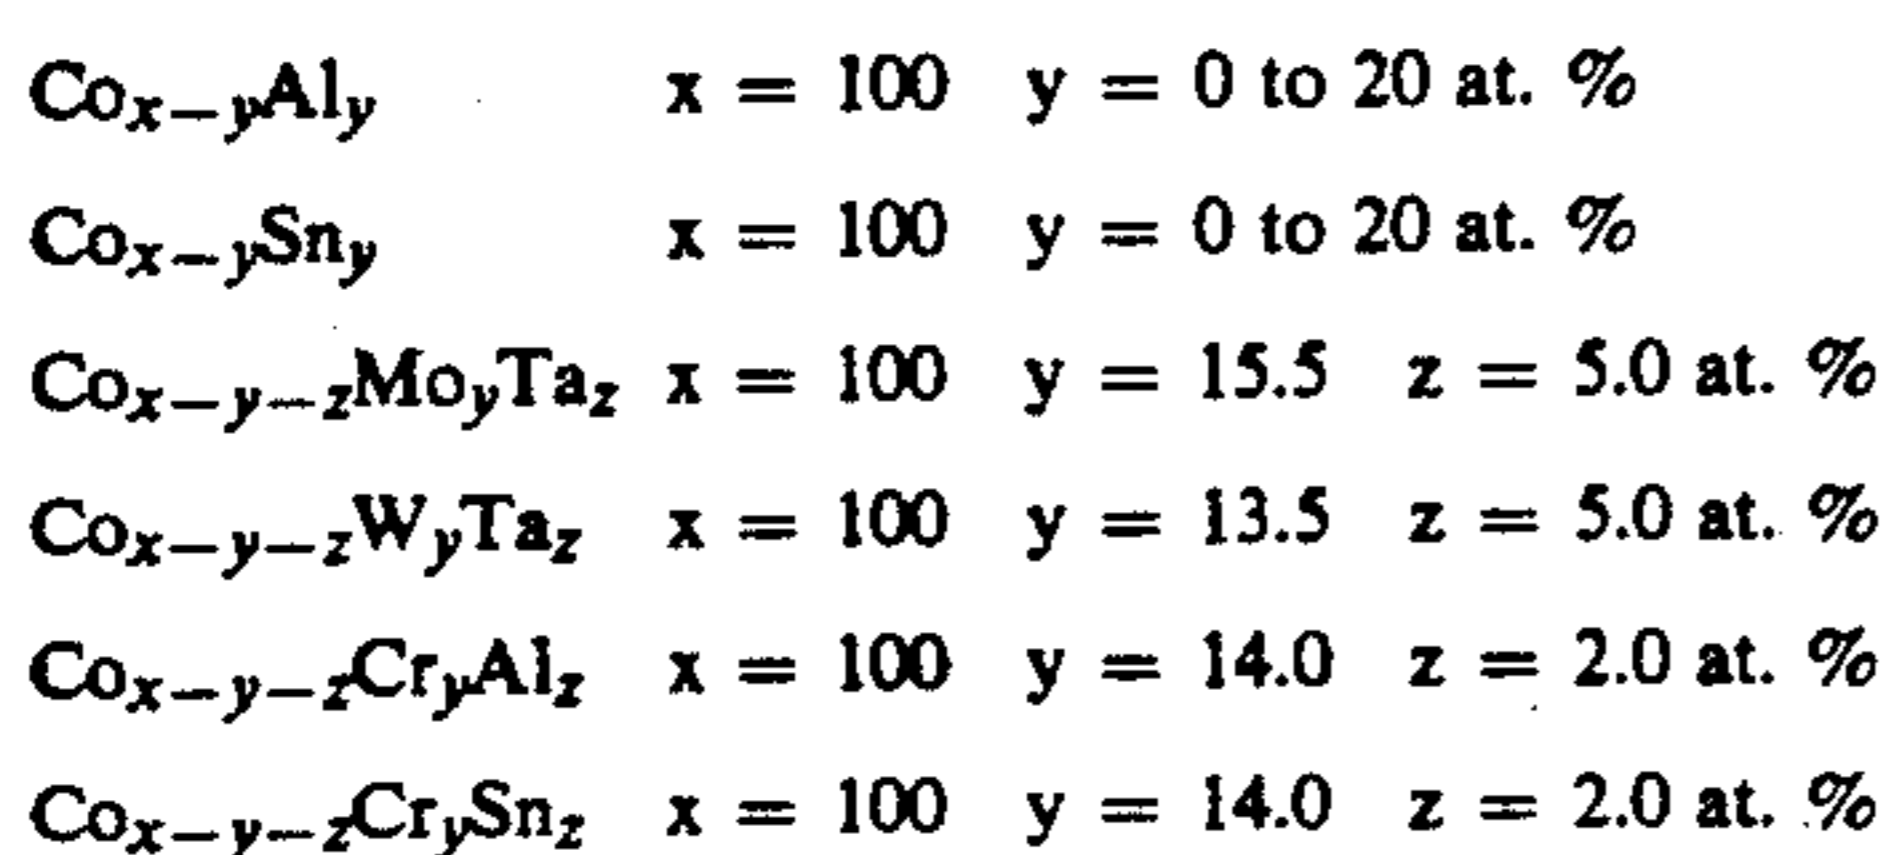 Co_{x-y}Al_y x = 100 y = 0 to 20 at. %
Co_{x-y}Sn_y x = 100 y = 0 to 20 at. %
Co_{x-y-z}Mo_yTa_z x = 100 y = 15.5 z = 5.0 at. %
Co_{x-y-z}W_yTa_z x = 100 y = 13.5 z = 5.0 at. %
Co_{x-y-z}Cr_yAl_z x = 100 y = 14.0 z = 2.0 at. %
Co_{x-y-z}Cr_ySn_z x = 100 y = 14.0 z = 2.0 at. %